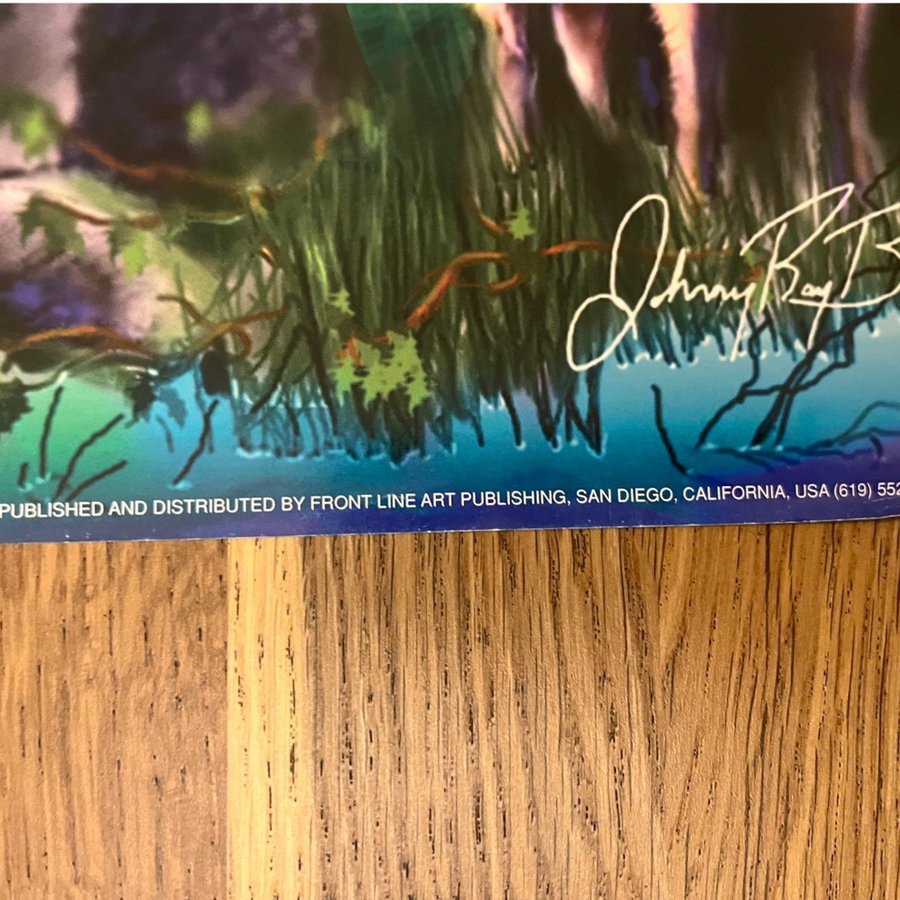 Johnny Ray B
PUBLISHED AND DISTRIBUTED BY FRONT LINE ART PUBLISHING, SAN DIEGO, CALIFORNIA, USA (619) 552